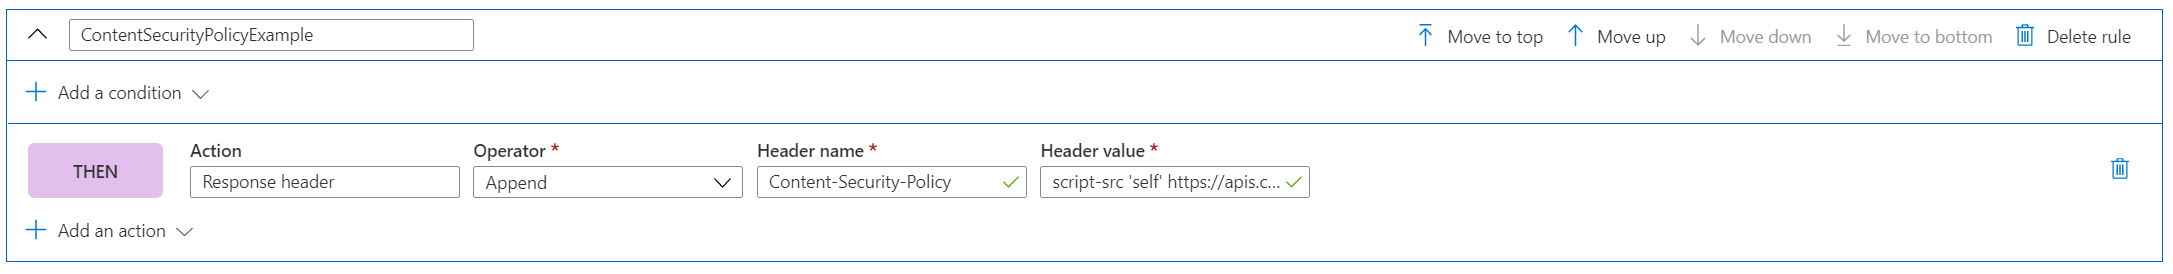 ContentSecurityPolicyExample
Move to top
Move up
Move down
Move to bottom
Delete rule
Add a condition
THEN
Action
Response header
Operator *
Append
Header name *
Content-Security-Policy
Header value *
script-src 'self' https://apis.c...
Add an action